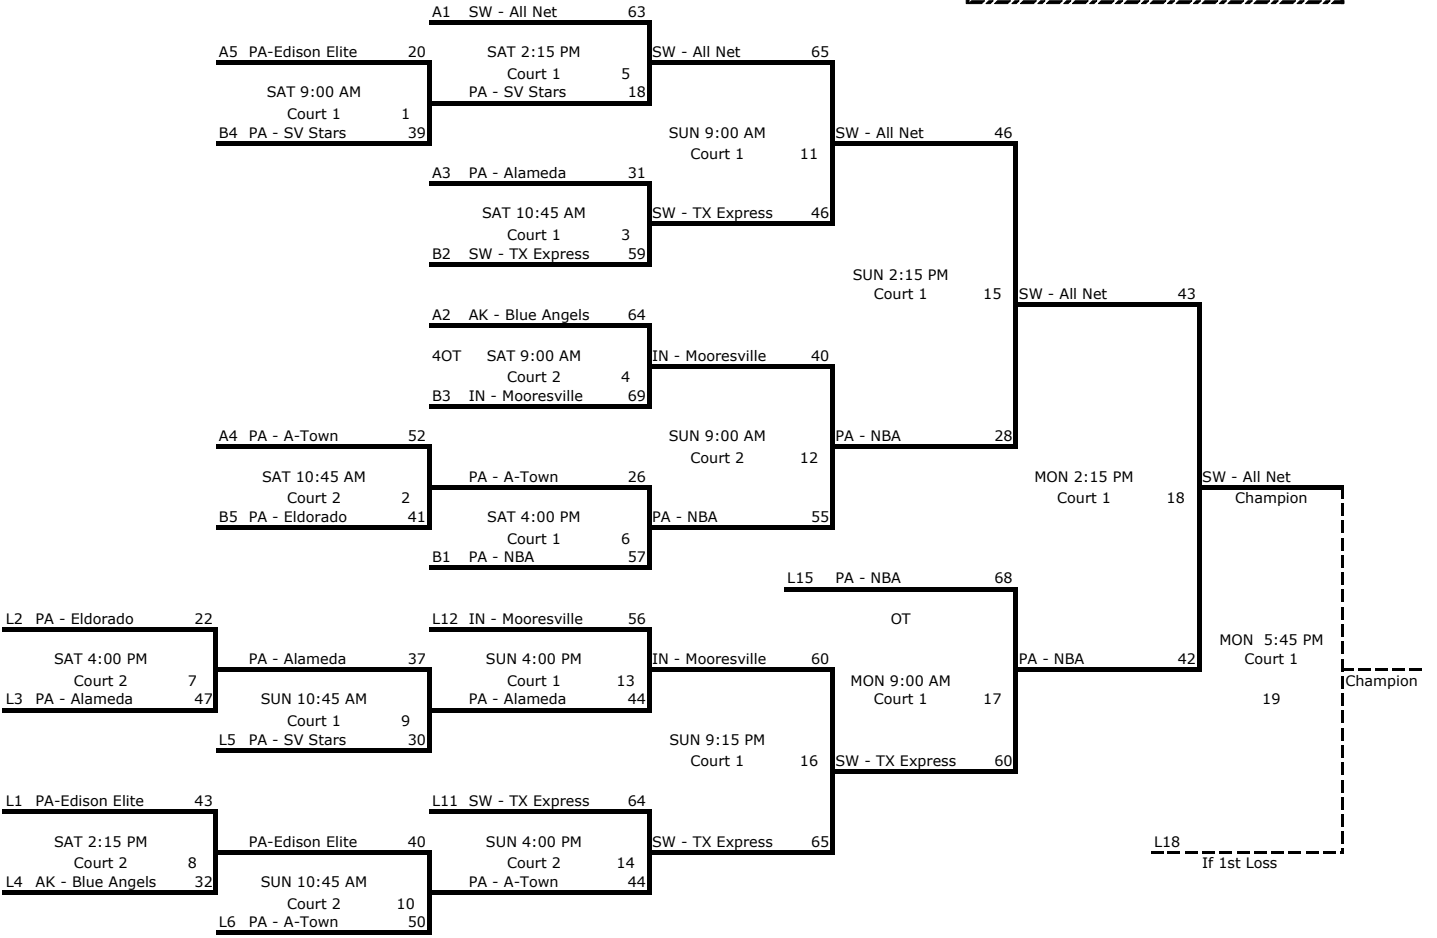 A1 SW - All Net 63
A5 PA-Edison Elite 20
SAT 2:15 PM
SW - All Net 65
Court 1 5
SAT 9:00 AM
PA - SV Stars 18
Court 1 1
B4 PA - SV Stars 39
SUN 9:00 AM
SW - All Net 46
Court 1 11
A3 PA - Alameda 31
SAT 10:45 AM
SW - TX Express 46
Court 1 3
B2 SW - TX Express 59
SUN 2:15 PM
Court 1 15
SW - All Net 43
A2 AK - Blue Angels 64
4OT SAT 9:00 AM
IN - Mooresville 40
Court 2 4
B3 IN - Mooresville 69
A4 PA - A-Town 52
SUN 9:00 AM
PA - NBA 28
Court 2 12
SAT 10:45 AM
PA - A-Town 26
MON 2:15 PM
SW - All Net
Court 2 2
Court 1 18
Champion
B5 PA - Eldorado 41
SAT 4:00 PM
PA - NBA 55
Court 1 6
B1 PA - NBA 57
L15 PA - NBA 68
L2 PA - Eldorado 22
L12 IN - Mooresville 56
OT
MON 5:45 PM
SAT 4:00 PM
PA - Alameda 37
SUN 4:00 PM
IN - Mooresville 60
PA - NBA 42
Court 1
Court 2 7
Court 1 13
MON 9:00 AM
Champion
L3 PA - Alameda 47
SUN 10:45 AM
PA - Alameda 44
Court 1 17
19
Court 1 9
L5 PA - SV Stars 30
SUN 9:15 PM
Court 1 16
SW - TX Express 60
L1 PA-Edison Elite 43
L11 SW - TX Express 64
SAT 2:15 PM
PA-Edison Elite 40
SUN 4:00 PM
SW - TX Express 65
L18
Court 2 8
Court 2 14
If 1st Loss
L4 AK - Blue Angels 32
SUN 10:45 AM
PA - A-Town 44
Court 2 10
L6 PA - A-Town 50